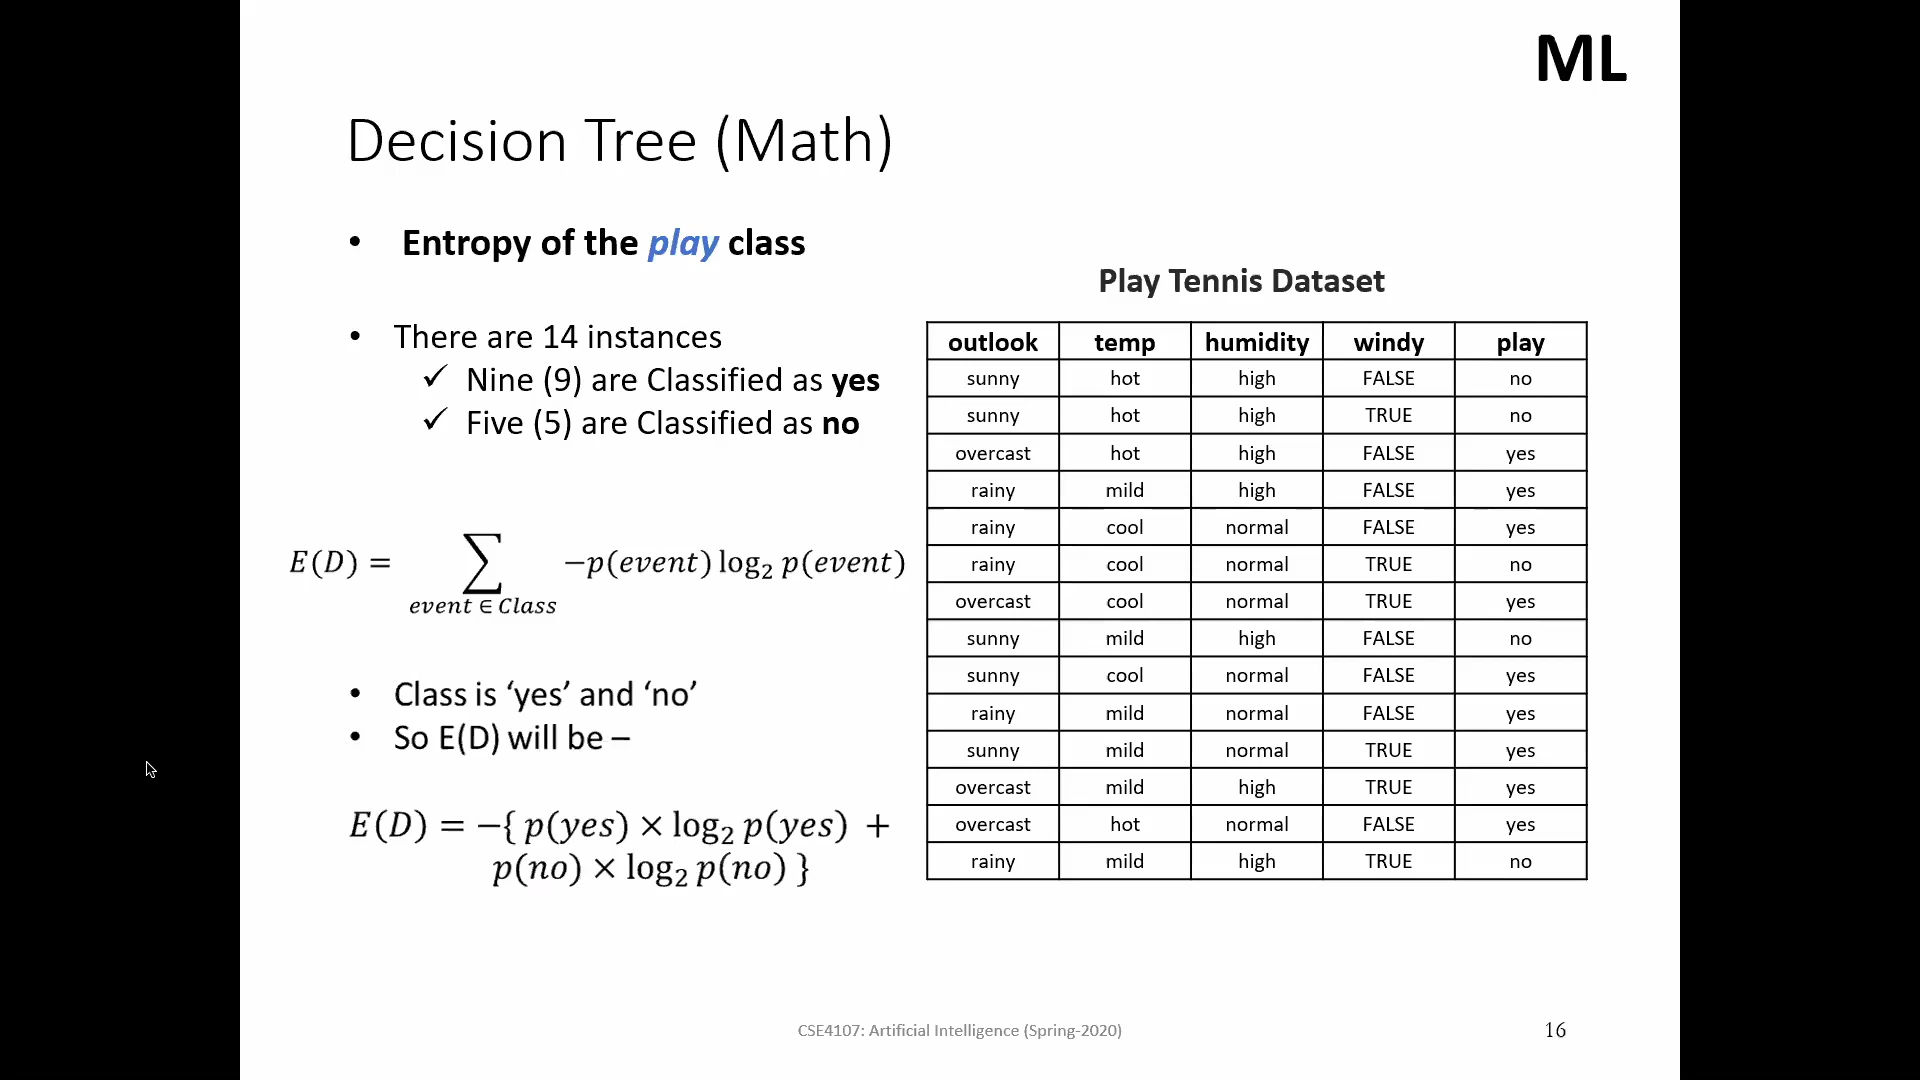 ML
Decision Tree (Math)
• Entropy of the play class
• There are 14 instances
✓ Nine (9) are Classified as yes
✓ Five (5) are Classified as no
E(D) = ∑ −p(event) log₂ p(event)
event ∈ Class
• Class is ‘yes’ and ‘no’
• So E(D) will be –
E(D) = −{ p(yes) × log₂ p(yes) +
p(no) × log₂ p(no) }
Play Tennis Dataset
outlook temp humidity windy play
sunny hot high FALSE no
sunny hot high TRUE no
overcast hot high FALSE yes
rainy mild high FALSE yes
rainy cool normal FALSE yes
rainy cool normal TRUE no
overcast cool normal TRUE yes
sunny mild high FALSE no
sunny cool normal FALSE yes
rainy mild normal FALSE yes
sunny mild normal TRUE yes
overcast mild high TRUE yes
overcast hot normal FALSE yes
rainy mild high TRUE no
CSE4107: Artificial Intelligence (Spring-2020)
16